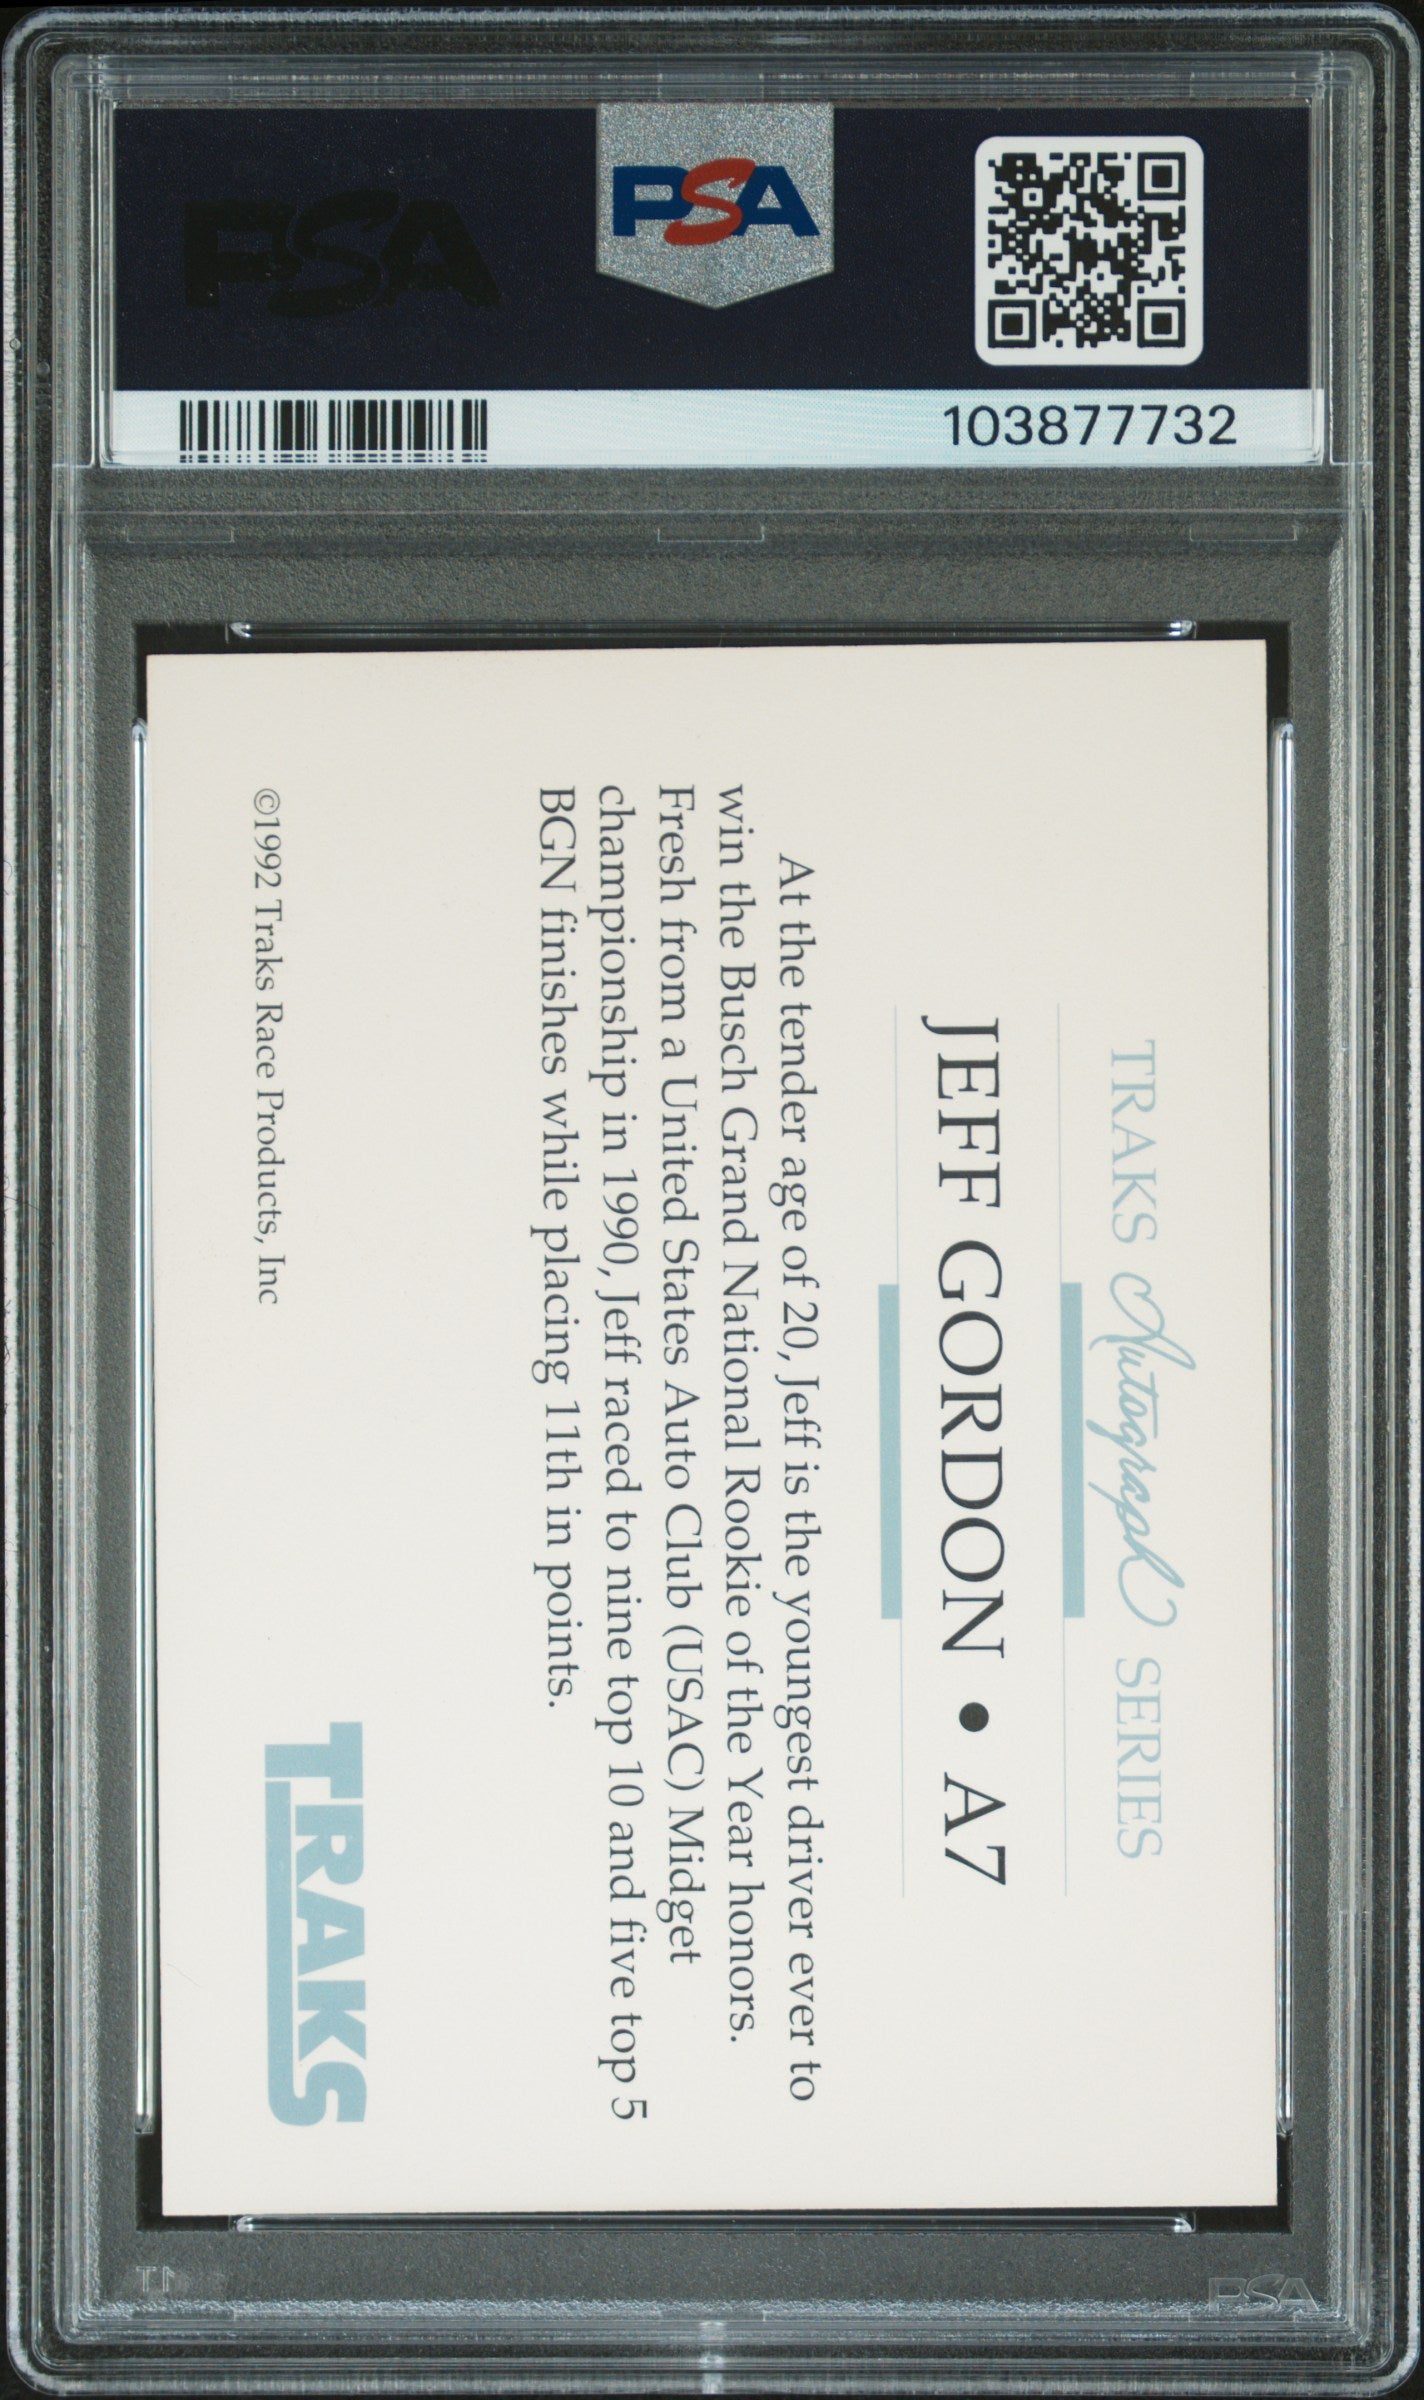 PSA
PSA
103877732
TRAKS Autograph SERIES
JEFF GORDON • A7
At the tender age of 20, Jeff is the youngest driver ever to
win the Busch Grand National Rookie of the Year honors.
Fresh from a United States Auto Club (USAC) Midget
championship in 1990, Jeff raced to nine top 10 and five top 5
BGN finishes while placing 11th in points.
©1992 Traks Race Products, Inc
TRAKS
PSA